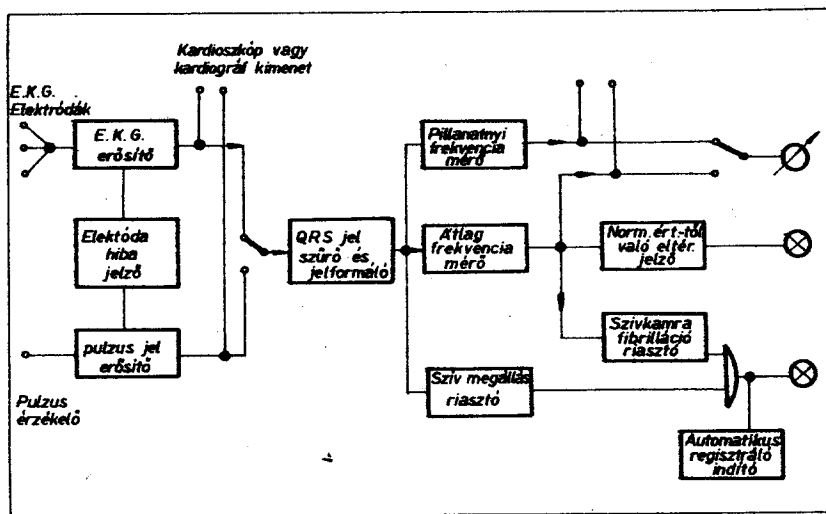 Kardioszkóp vagy
kardiográf kimenet
E.K.G.
Elektródák
E.K.G.
erősítő
Elektóda
hiba
jelző
pulzus jel
erősítő
Pulzus
érzékelő
QRS jel
szűrő és
jelformáló
Pillanatnyi
frekvencia
mérő
Átlag
frekvencia
mérő
Norm.ért.-től
való eltér.
jelző
Szivkamra
fibrilláció
riasztó
Sziv megállás
riasztó
Automatikus
regisztráló
indító